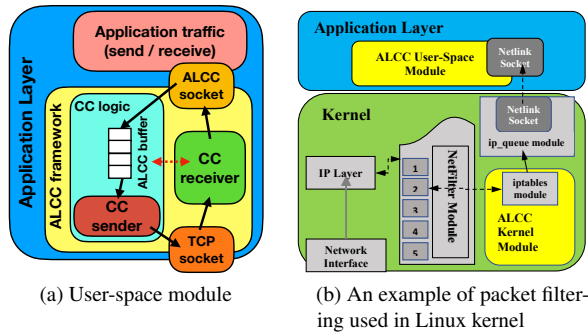 Application traffic
(send / receive)
Application Layer
ALCC framework
ALCC
socket
CC logic
ALCC buffer
CC
receiver
CC
sender
TCP
socket
(a) User-space module
Application Layer
ALCC User-Space
Module
Netlink
Socket
Kernel
Netlink
Socket
ip_queue module
IP Layer
1
2
3
4
5
NetFilter Module
iptables
module
ALCC
Kernel
Module
Network
Interface
(b) An example of packet filter-
ing used in Linux kernel